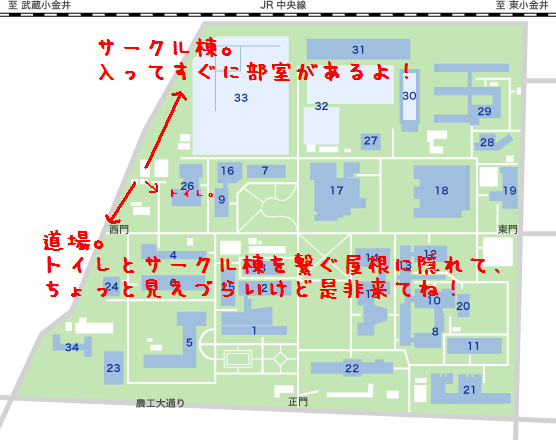 至 武蔵小金井
JR 中央線
至 東小金井
サークル棟。
入ってすぐに部室があるよ！
31
33
32
30
29
27
28
26
16
7
9
17
18
19
トイレ。
西門
東門
道場。
トイレとサークル棟を繋ぐ屋根に隠れて、
ちょっと見えづらいけど是非来てね！
4
14
12
24
6
2
10
20
1
8
5
34
11
23
22
21
農工大通り
正門